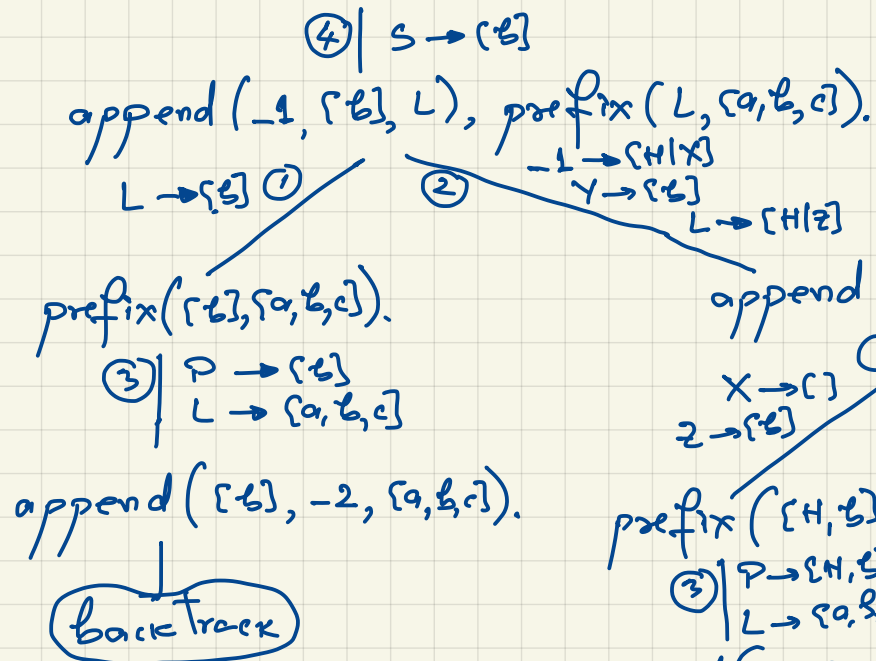 ④ S → [b]
append(_1, [b], L), prefix(L, [a,b,c]).
_1 → [H|X]
L → [b] ① ② Y → [b]
L → [H|Z]
prefix([b],[a,b,c]).
append
③ P → [b]
L → [a,b,c]
X → []
Z → [b]
append([b], _2, [a,b,c]).
prefix([H,b]
③ P → [H,b
L → [a,b
backtrack